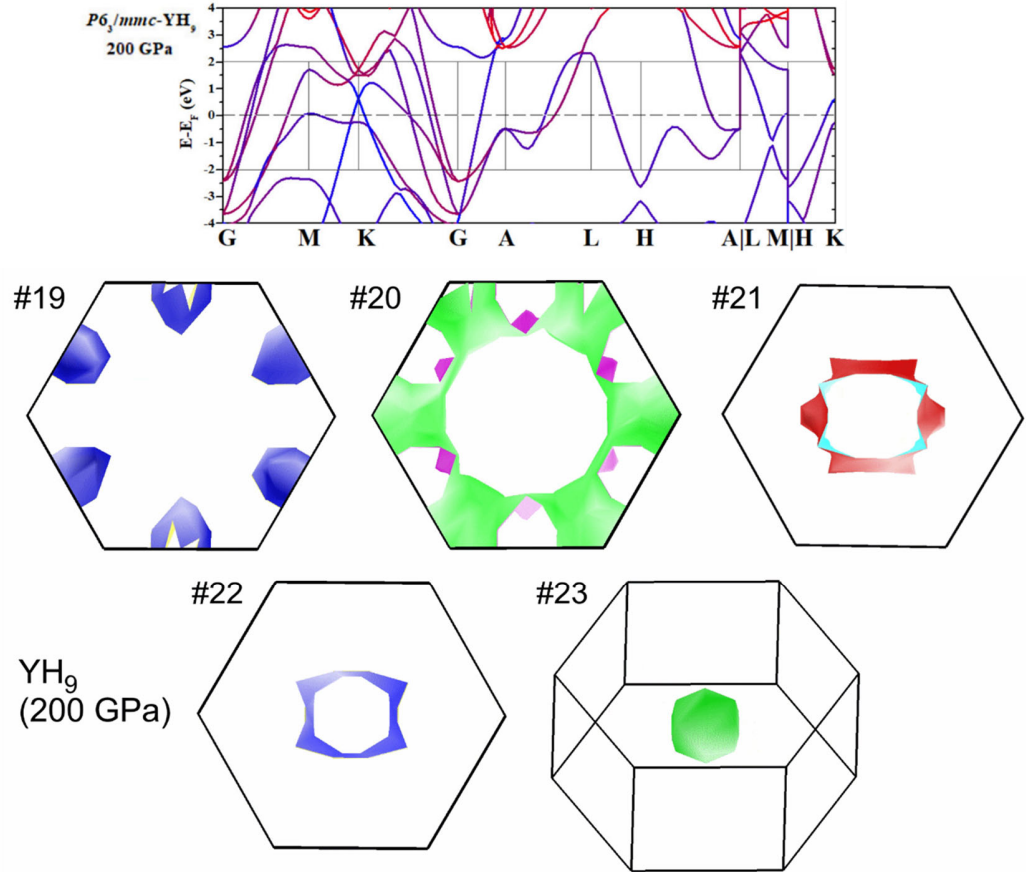 P6₃/mmc-YH₉
200 GPa
E-E_F (eV)
4
3
2
1
0
-1
-2
-3
-4
G M K G A L H A|L M|H K
#19 #20 #21
#22 #23
YH₉
(200 GPa)